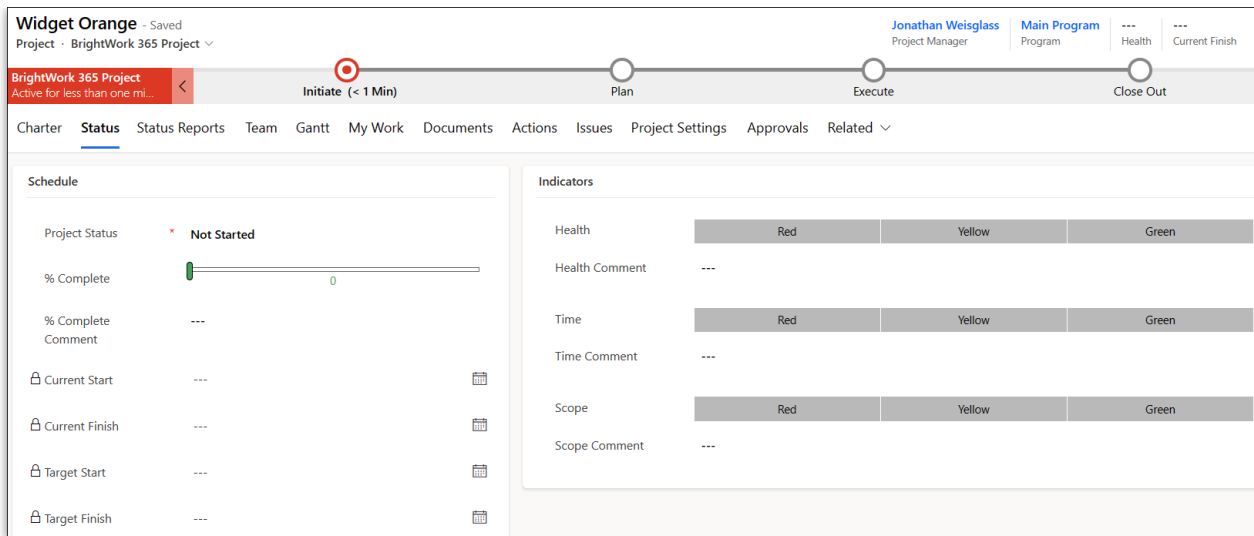 Widget Orange - Saved
Project · BrightWork 365 Project
Jonathan Weisglass
Project Manager
Main Program
Program
---
Health
---
Current Finish
BrightWork 365 Project
Active for less than one mi...
Initiate (< 1 Min)
Plan
Execute
Close Out
Charter Status Status Reports Team Gantt My Work Documents Actions Issues Project Settings Approvals Related
Schedule
Project Status * Not Started
% Complete
0
% Complete
Comment
---
Current Start ---
Current Finish ---
Target Start ---
Target Finish ---
Indicators
Health Red Yellow Green
Health Comment ---
Time Red Yellow Green
Time Comment ---
Scope Red Yellow Green
Scope Comment ---